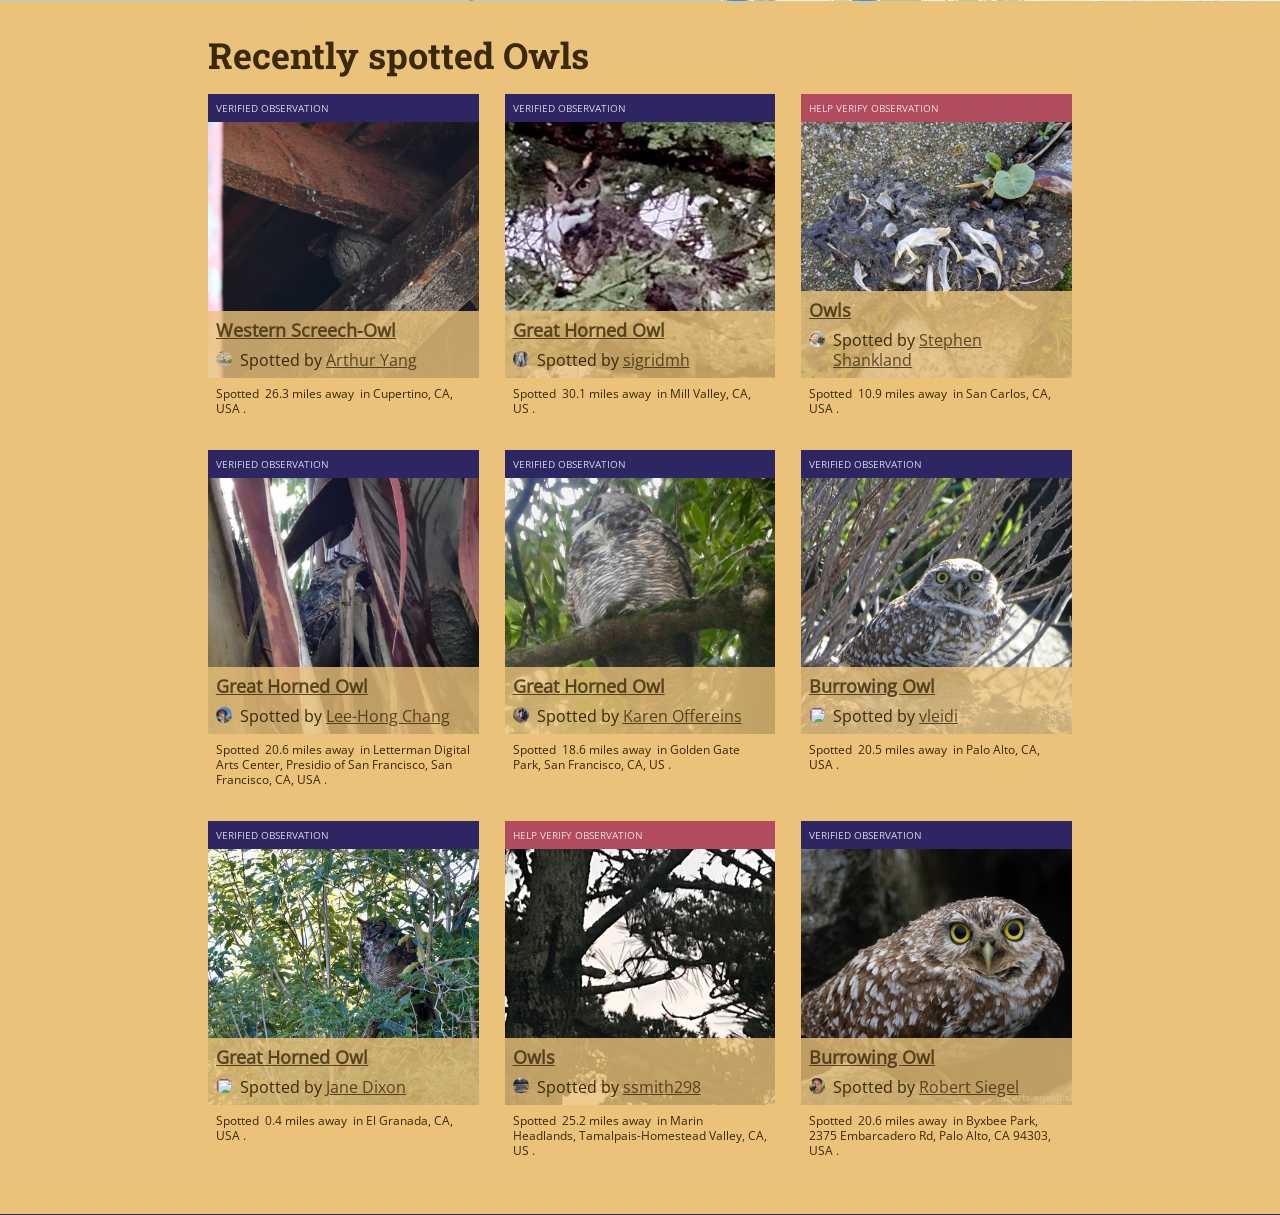 Recently spotted Owls
VERIFIED OBSERVATION
Western Screech-Owl
Spotted by Arthur Yang
Spotted 26.3 miles away in Cupertino, CA,
USA .
VERIFIED OBSERVATION
Great Horned Owl
Spotted by sigridmh
Spotted 30.1 miles away in Mill Valley, CA,
US .
HELP VERIFY OBSERVATION
Owls
Spotted by Stephen
Shankland
Spotted 10.9 miles away in San Carlos, CA,
USA .
VERIFIED OBSERVATION
Great Horned Owl
Spotted by Lee-Hong Chang
Spotted 20.6 miles away in Letterman Digital
Arts Center, Presidio of San Francisco, San
Francisco, CA, USA .
VERIFIED OBSERVATION
Great Horned Owl
Spotted by Karen Offereins
Spotted 18.6 miles away in Golden Gate
Park, San Francisco, CA, US .
VERIFIED OBSERVATION
Burrowing Owl
Spotted by vleidi
Spotted 20.5 miles away in Palo Alto, CA,
USA .
VERIFIED OBSERVATION
Great Horned Owl
Spotted by Jane Dixon
Spotted 0.4 miles away in El Granada, CA,
USA .
HELP VERIFY OBSERVATION
Owls
Spotted by ssmith298
Spotted 25.2 miles away in Marin
Headlands, Tamalpais-Homestead Valley, CA,
US .
VERIFIED OBSERVATION
Burrowing Owl
Spotted by Robert Siegel
Spotted 20.6 miles away in Byxbee Park,
2375 Embarcadero Rd, Palo Alto, CA 94303,
USA .